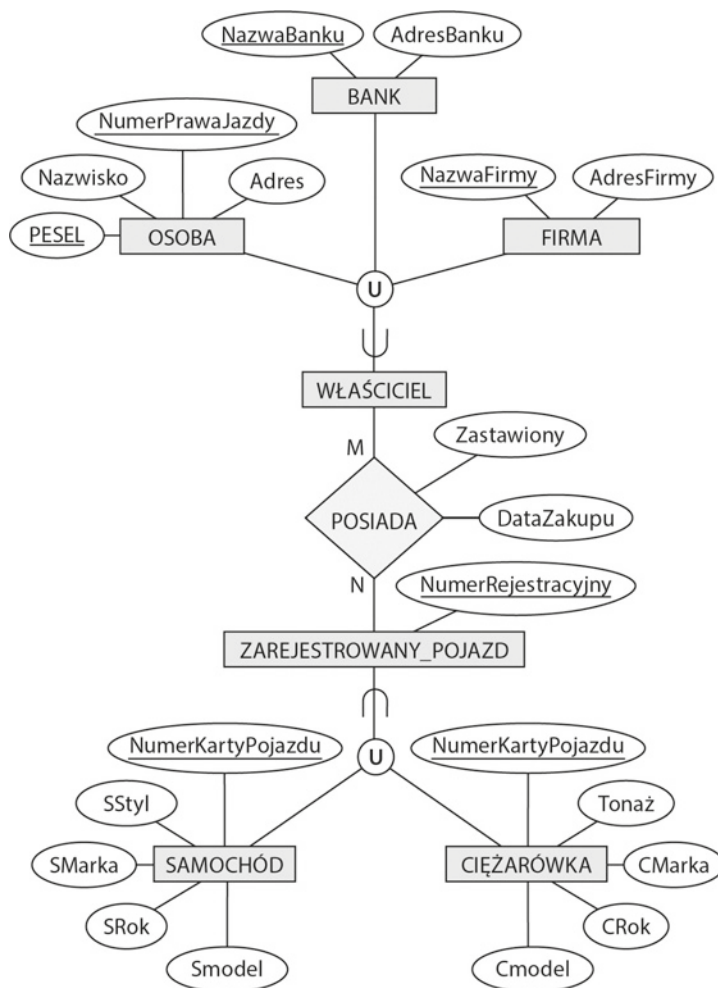 NazwaBanku
AdresBanku
BANK
NumerPrawaJazdy
Nazwisko
Adres
PESEL
OSOBA
NazwaFirmy
AdresFirmy
FIRMA
U
WŁAŚCICIEL
M
Zastawiony
POSIADA
DataZakupu
N
NumerRejestracyjny
ZAREJESTROWANY_POJAZD
U
NumerKartyPojazdu
SStyl
SMarka
SAMOCHÓD
SRok
Smodel
NumerKartyPojazdu
Tonaż
CIĘŻARÓWKA
CMarka
CRok
Cmodel